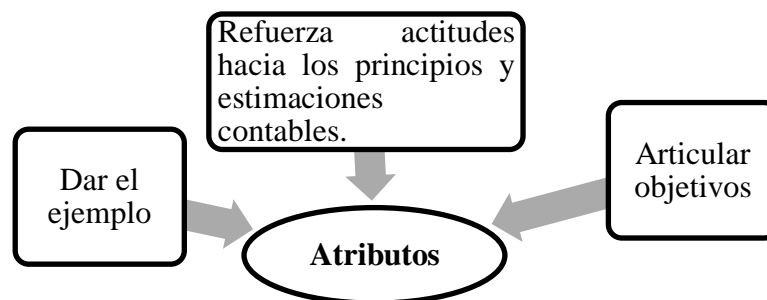 Refuerza actitudes
hacia los principios y
estimaciones
contables.
Dar el
ejemplo
Articular
objetivos
Atributos